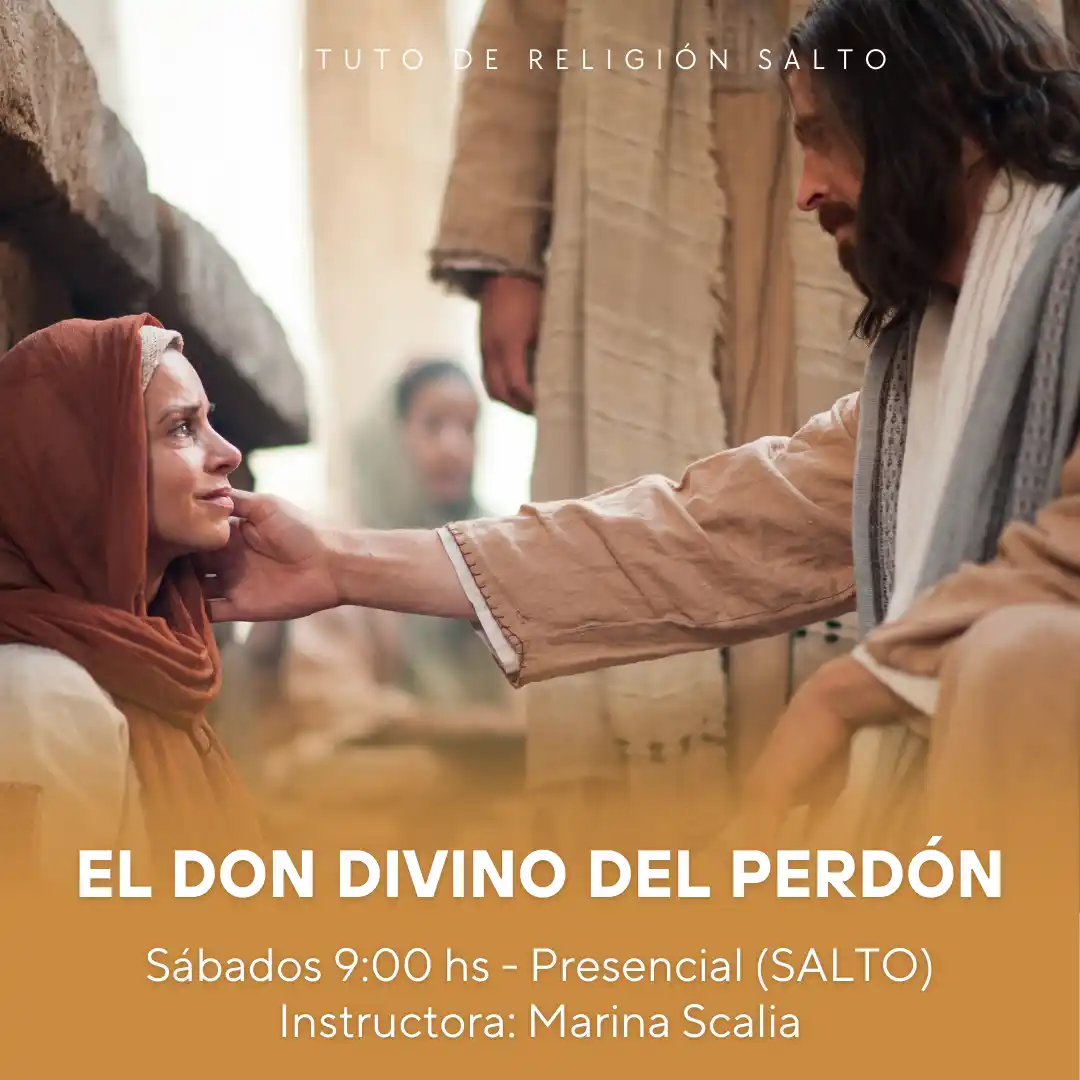 ITUTO DE RELIGIÓN SALTO
EL DON DIVINO DEL PERDÓN
Sábados 9:00 hs - Presencial (SALTO)
Instructora: Marina Scalia